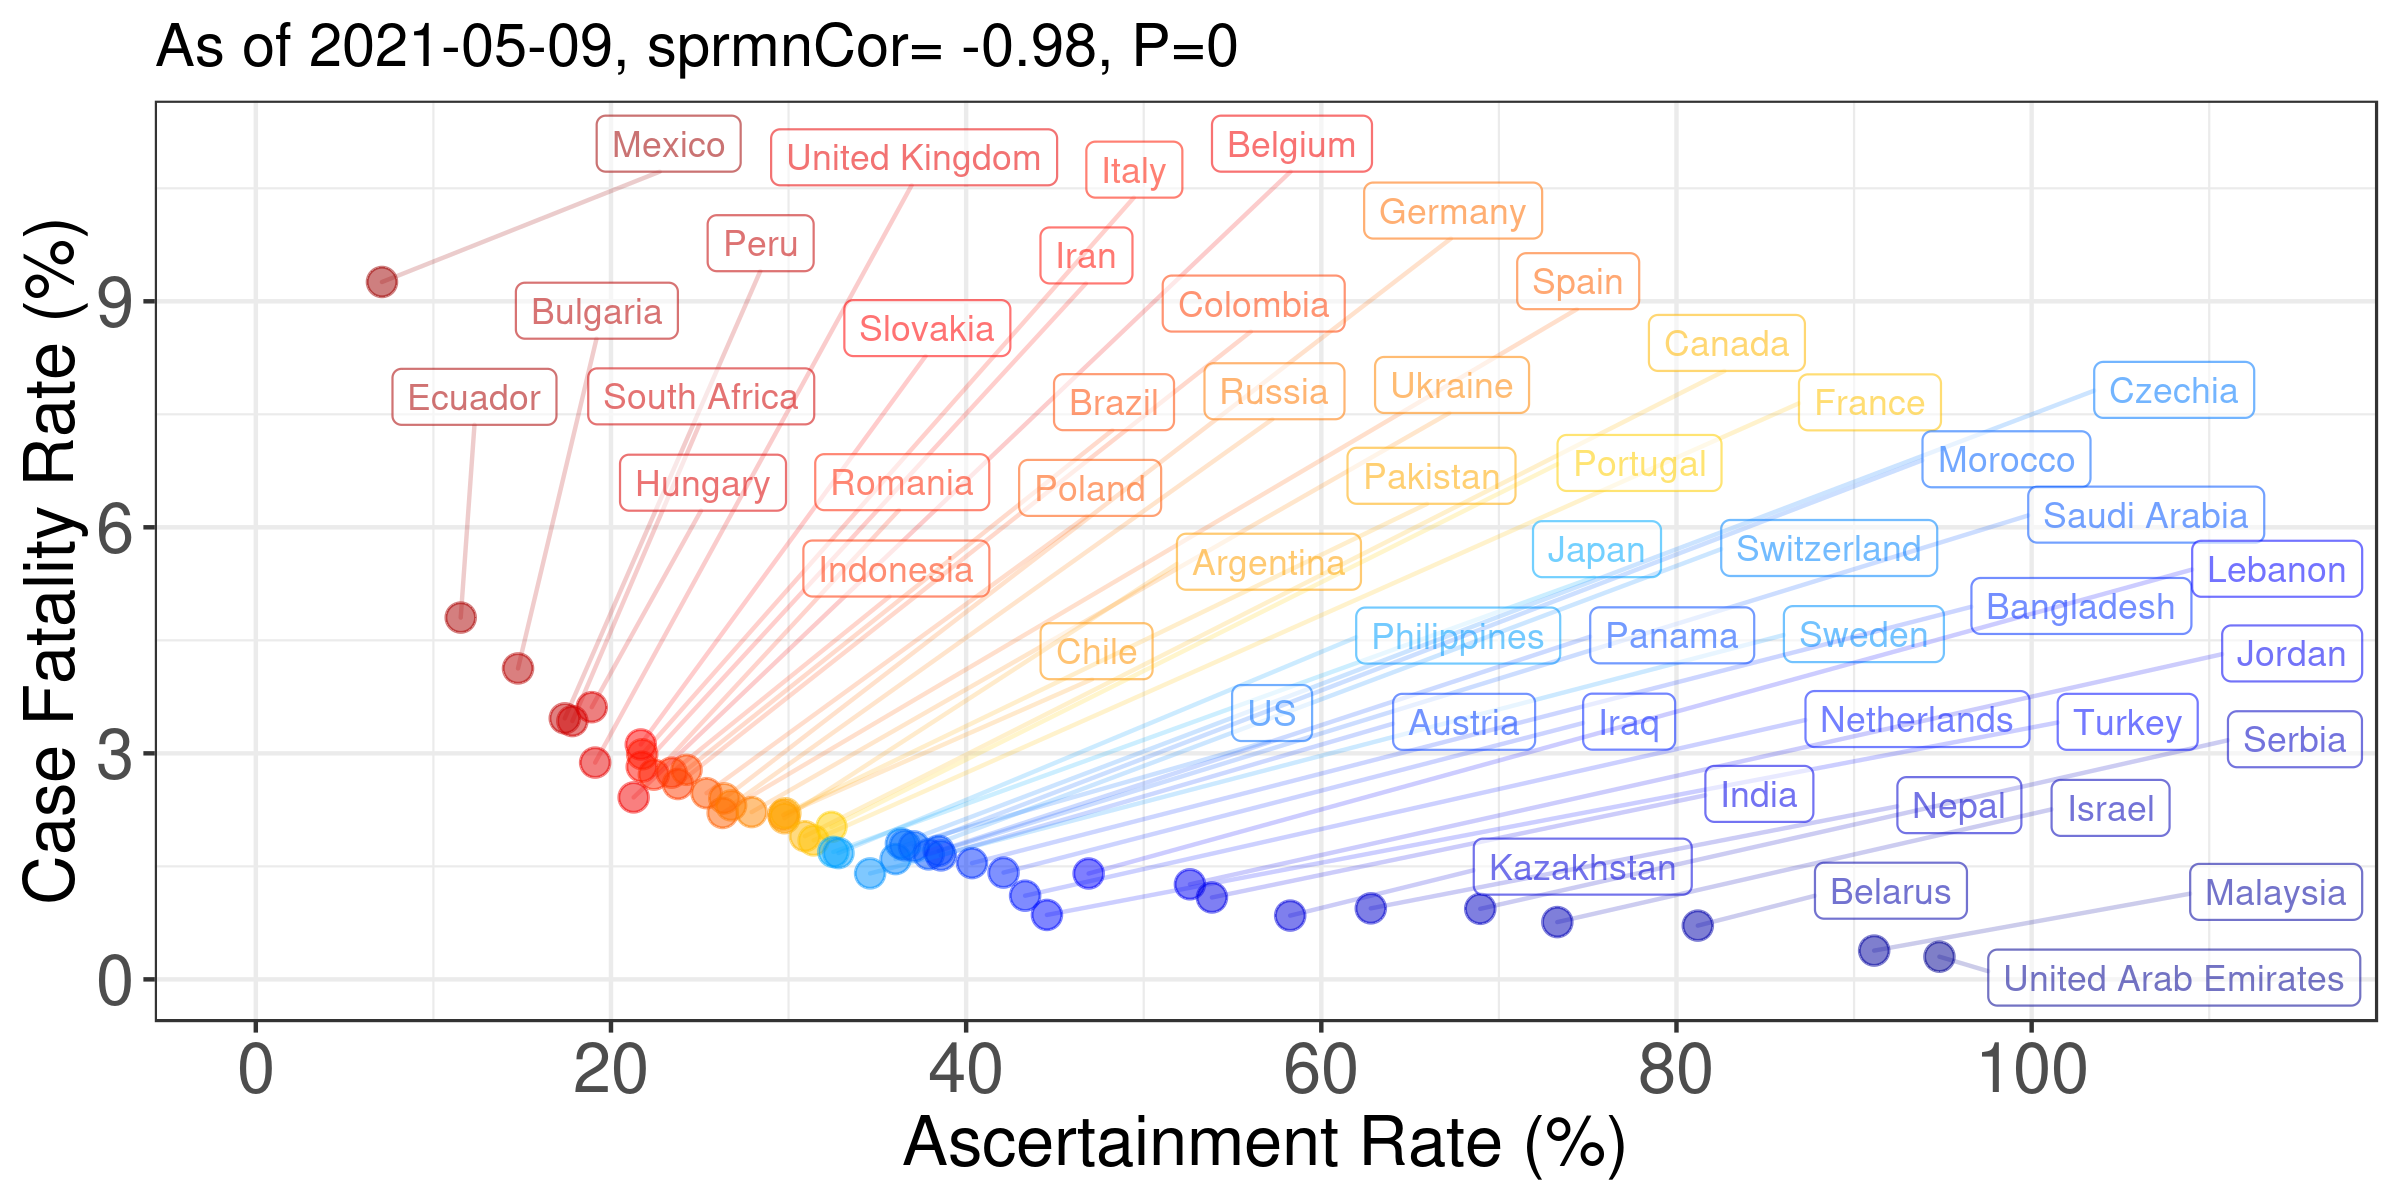 As of 2021-05-09, sprmnCor= -0.98, P=0
Mexico
United Kingdom
Italy
Belgium
Germany
Peru
Iran
Spain
Bulgaria
Slovakia
Colombia
Canada
Ecuador
South Africa
Brazil
Russia
Ukraine
France
Czechia
Hungary
Romania
Poland
Pakistan
Portugal
Morocco
Saudi Arabia
Indonesia
Argentina
Japan
Switzerland
Lebanon
Bangladesh
Chile
Philippines
Panama
Sweden
Jordan
US
Austria
Iraq
Netherlands
Turkey
Serbia
India
Nepal
Israel
Kazakhstan
Belarus
Malaysia
United Arab Emirates
Case Fatality Rate (%)
9
6
3
0
0 20 40 60 80 100
Ascertainment Rate (%)